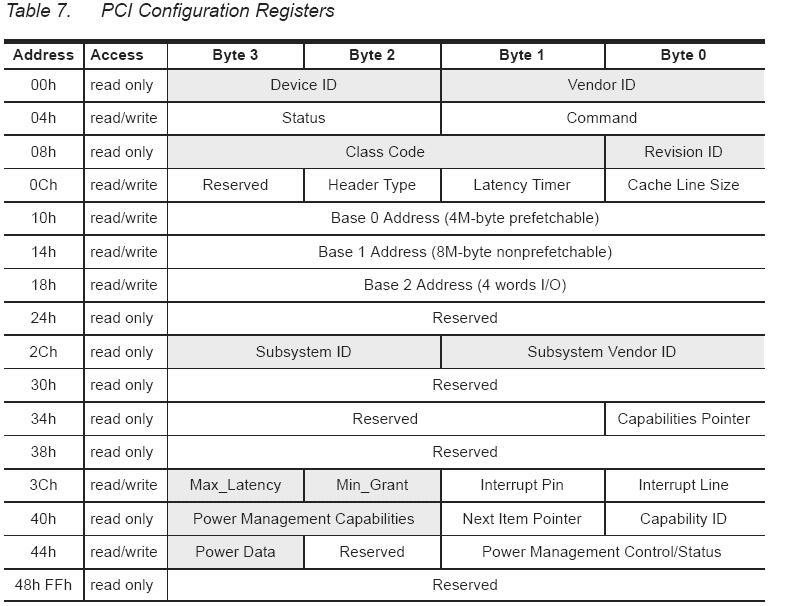 Table 7. PCI Configuration Registers
Address Access Byte 3 Byte 2 Byte 1 Byte 0
00h read only Device ID Vendor ID
04h read/write Status Command
08h read only Class Code Revision ID
0Ch read/write Reserved Header Type Latency Timer Cache Line Size
10h read/write Base 0 Address (4M-byte prefetchable)
14h read/write Base 1 Address (8M-byte nonprefetchable)
18h read/write Base 2 Address (4 words I/O)
24h read only Reserved
2Ch read only Subsystem ID Subsystem Vendor ID
30h read only Reserved
34h read only Reserved Capabilities Pointer
38h read only Reserved
3Ch read/write Max_Latency Min_Grant Interrupt Pin Interrupt Line
40h read only Power Management Capabilities Next Item Pointer Capability ID
44h read/write Power Data Reserved Power Management Control/Status
48h FFh read only Reserved